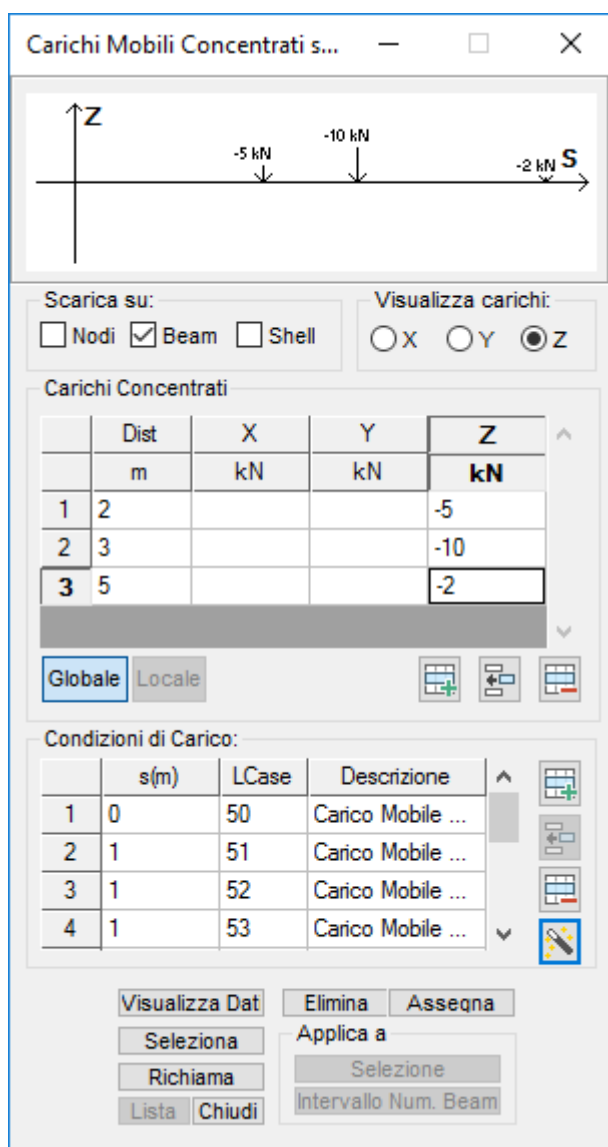 Carichi Mobili Concentrati s...
Z
-5 kN
-10 kN
-2 kN S
Scarica su:
Nodi Beam Shell
Visualizza carichi:
X Y Z
Carichi Concentrati
Dist X Y Z
m kN kN kN
1 2 -5
2 3 -10
3 5 -2
Globale Locale
Condizioni di Carico:
s(m) LCase Descrizione
1 0 50 Carico Mobile ...
2 1 51 Carico Mobile ...
3 1 52 Carico Mobile ...
4 1 53 Carico Mobile ...
Visualizza Dat Elimina Assegna
Seleziona
Applica a
Richiama
Selezione
Lista Chiudi
Intervallo Num. Beam